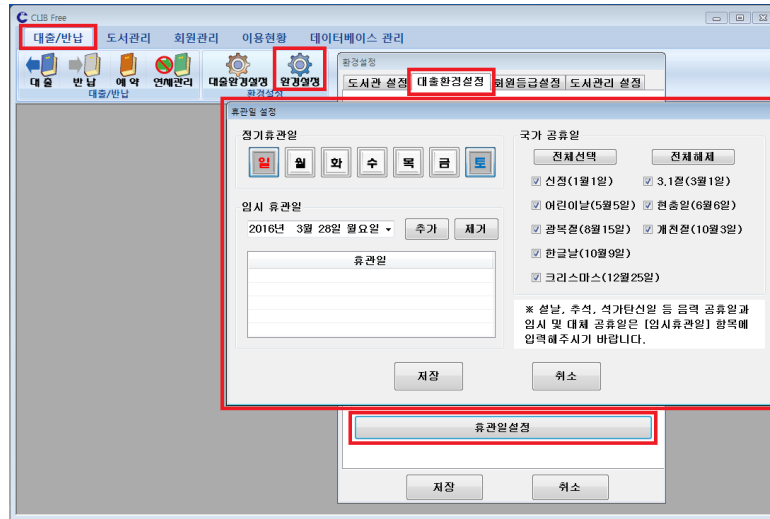 CLIB Free
대출/반납 도서관리 회원관리 이용현황 데이터베이스 관리
대출 반납 예약 연체관리 대출환경설정 환경설정
대출/반납 환경설정
환경설정
도서관 설정 대출환경설정 회원등급설정 도서관리 설정
휴관일 설정
정기휴관일
일 월 화 수 목 금 토
임시 휴관일
2016년 3월 28일 월요일 추가 제거
휴관일
국가 공휴일
전체선택 전체해제
신정(1월1일) 3.1절(3월1일)
어린이날(5월5일) 현충일(6월6일)
광복절(8월15일) 개천절(10월3일)
한글날(10월9일)
크리스마스(12월25일)
※ 설날, 추석, 석가탄신일 등 음력 공휴일과
임시 및 대체 공휴일은 [임시휴관일] 항목에
입력해주시기 바랍니다.
저장 취소
휴관일설정
저장 취소